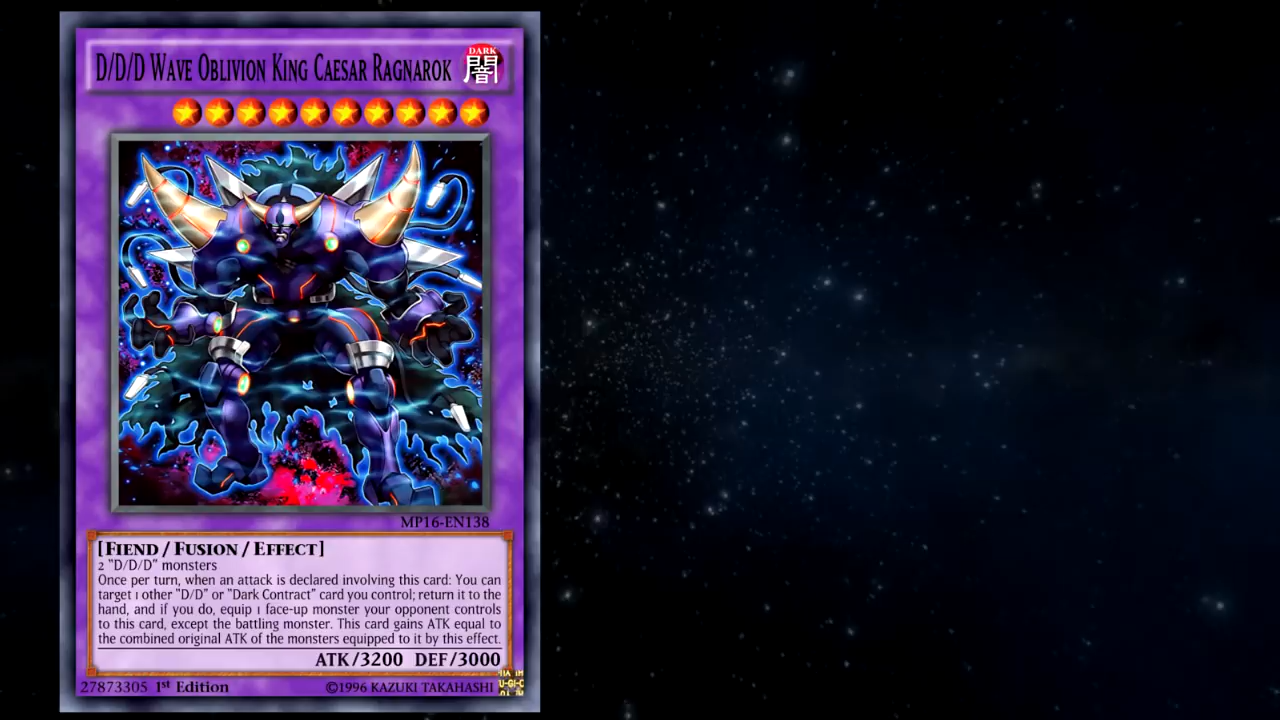 D/D/D Wave Oblivion King Caesar Ragnarok
DARK
闇
MP16-EN138
[Fiend / Fusion / Effect]
2 "D/D/D" monsters
Once per turn, when an attack is declared involving this card: You can
target 1 other "D/D" or "Dark Contract" card you control; return it to the
hand, and if you do, equip 1 face-up monster your opponent controls
to this card, except the battling monster. This card gains ATK equal to
the combined original ATK of the monsters equipped to it by this effect.
ATK/3200 DEF/3000
27873305 1st Edition
©1996 KAZUKI TAKAHASHI